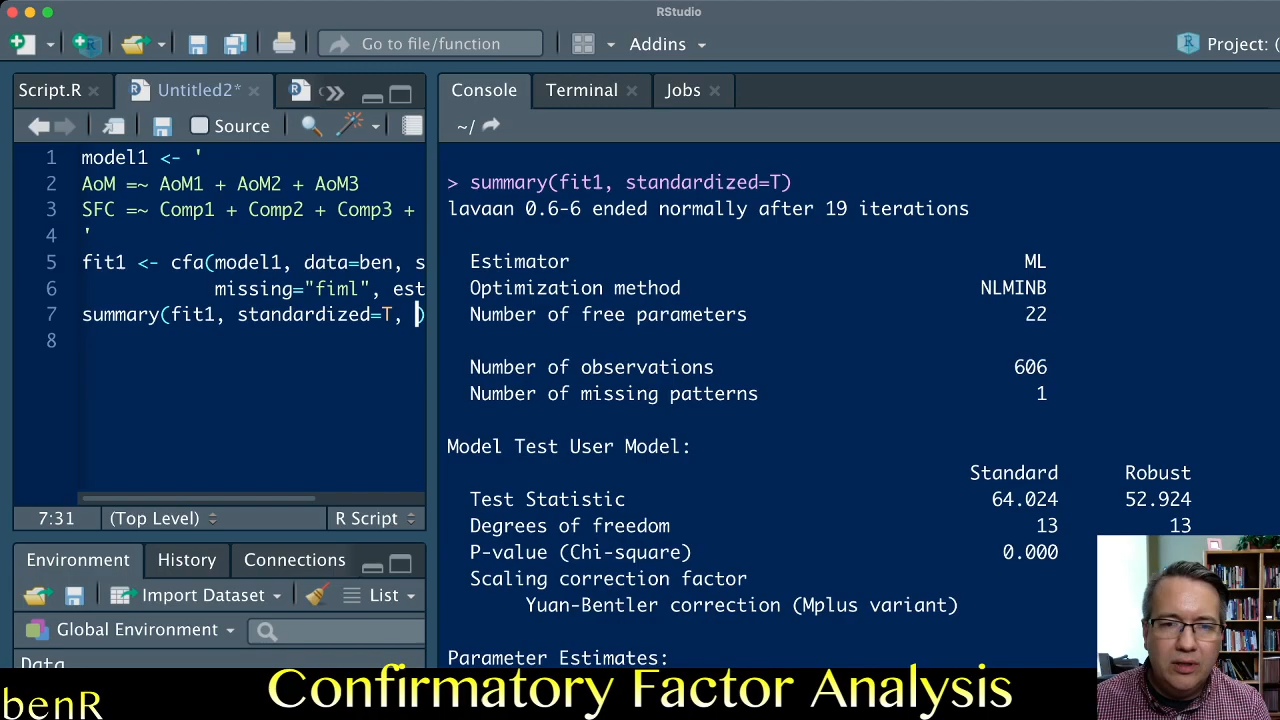 RStudio
Go to file/function
Addins
Project: (
Script.R
Untitled2*
Source
1 model1 <- '
2 AoM =~ AoM1 + AoM2 + AoM3
3 SFC =~ Comp1 + Comp2 + Comp3 +
4 '
5 fit1 <- cfa(model1, data=ben, s
6 missing="fiml", est
7 summary(fit1, standardized=T, )
8
7:31 (Top Level) R Script
Environment History Connections
Import Dataset List
Global Environment
Data
Console Terminal Jobs
~/
> summary(fit1, standardized=T)
lavaan 0.6-6 ended normally after 19 iterations
Estimator ML
Optimization method NLMINB
Number of free parameters 22
Number of observations 606
Number of missing patterns 1
Model Test User Model:
Standard Robust
Test Statistic 64.024 52.924
Degrees of freedom 13 13
P-value (Chi-square) 0.000
Scaling correction factor
Yuan-Bentler correction (Mplus variant)
Parameter Estimates:
benR
Confirmatory Factor Analysis